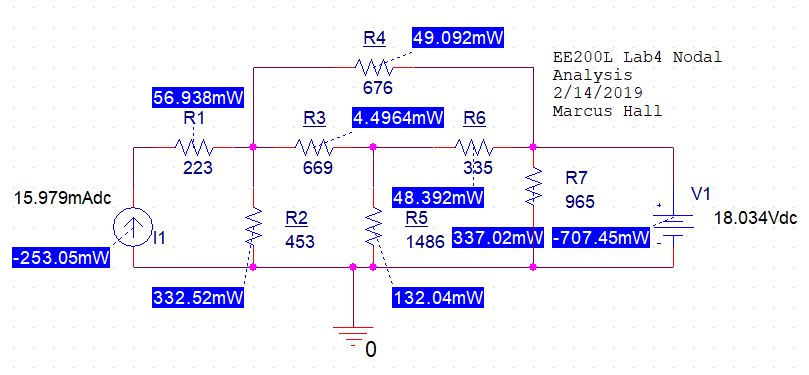 R4
49.092mW
676
EE200L Lab4 Nodal
Analysis
2/14/2019
Marcus Hall
56.938mW
R1
223
R3
4.4964mW
669
R6
335
48.392mW
R7
965
V1
18.034Vdc
+
-
15.979mAdc
I1
-253.05mW
R2
453
R5
1486
337.02mW
-707.45mW
332.52mW
132.04mW
0